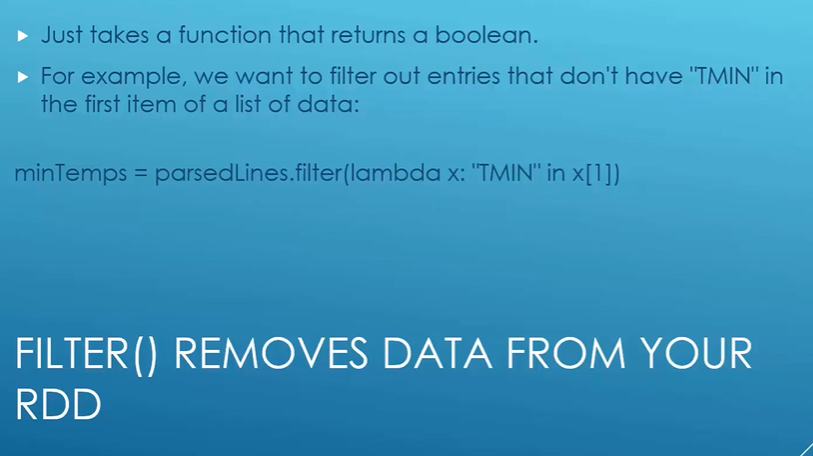 Just takes a function that returns a boolean.
For example, we want to filter out entries that don't have "TMIN" in
the first item of a list of data:
minTemps = parsedLines.filter(lambda x: "TMIN" in x[1])
FILTER() REMOVES DATA FROM YOUR
RDD